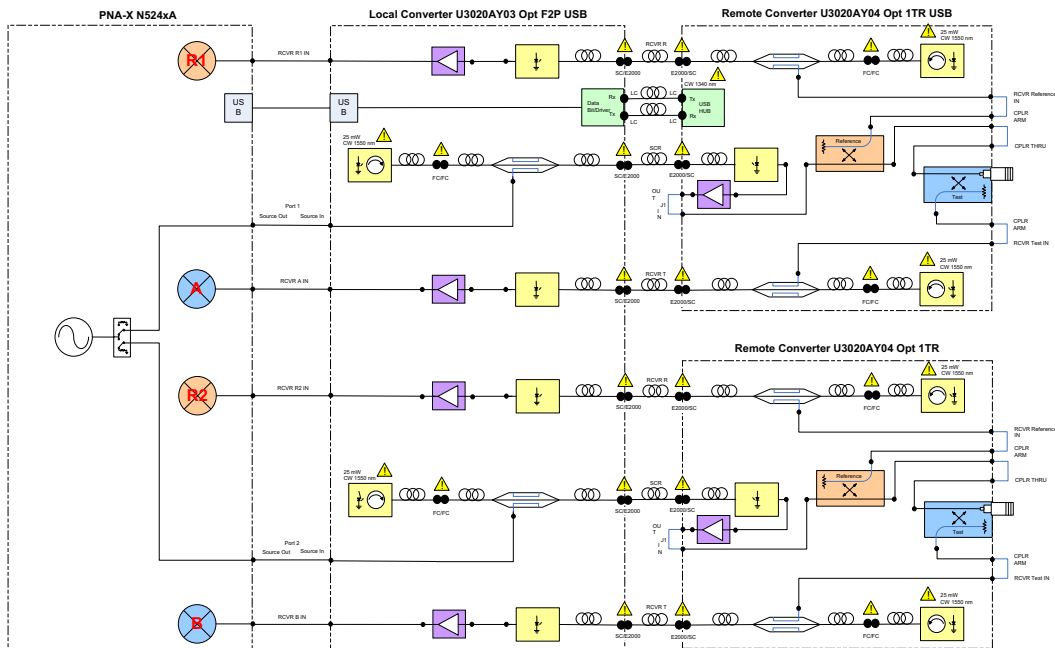 PNA-X N524xA
Local Converter U3020AY03 Opt F2P USB
Remote Converter U3020AY04 Opt 1TR USB
R1
RCVR R1 IN
SC/E2000
RCVR R
E2000/SC
FC/FC
25 mW
CW 1550 nm
US
B
US
B
Data
Bit/Driver
Rx
Tx
LC
LC
LC
LC
CW 1340 nm
Tx
Rx
USB
HUB
RCVR Reference
IN
CPLR
ARM
CPLR THRU
25 mW
CW 1550 nm
FC/FC
SC/E2000
SCR
E2000/SC
Reference
OU
T
J1
I
N
Test
CPLR
ARM
RCVR Test IN
Port 1
Source Out
Source In
A
RCVR A IN
SC/E2000
RCVR T
E2000/SC
FC/FC
25 mW
CW 1550 nm
Remote Converter U3020AY04 Opt 1TR
R2
RCVR R2 IN
SC/E2000
RCVR R
E2000/SC
FC/FC
25 mW
CW 1550 nm
RCVR Reference
IN
CPLR
ARM
CPLR THRU
25 mW
CW 1550 nm
FC/FC
SC/E2000
SCR
E2000/SC
Reference
OU
T
J1
I
N
Test
CPLR
ARM
RCVR Test IN
Port 2
Source Out
Source In
B
RCVR B IN
SC/E2000
RCVR T
E2000/SC
FC/FC
25 mW
CW 1550 nm